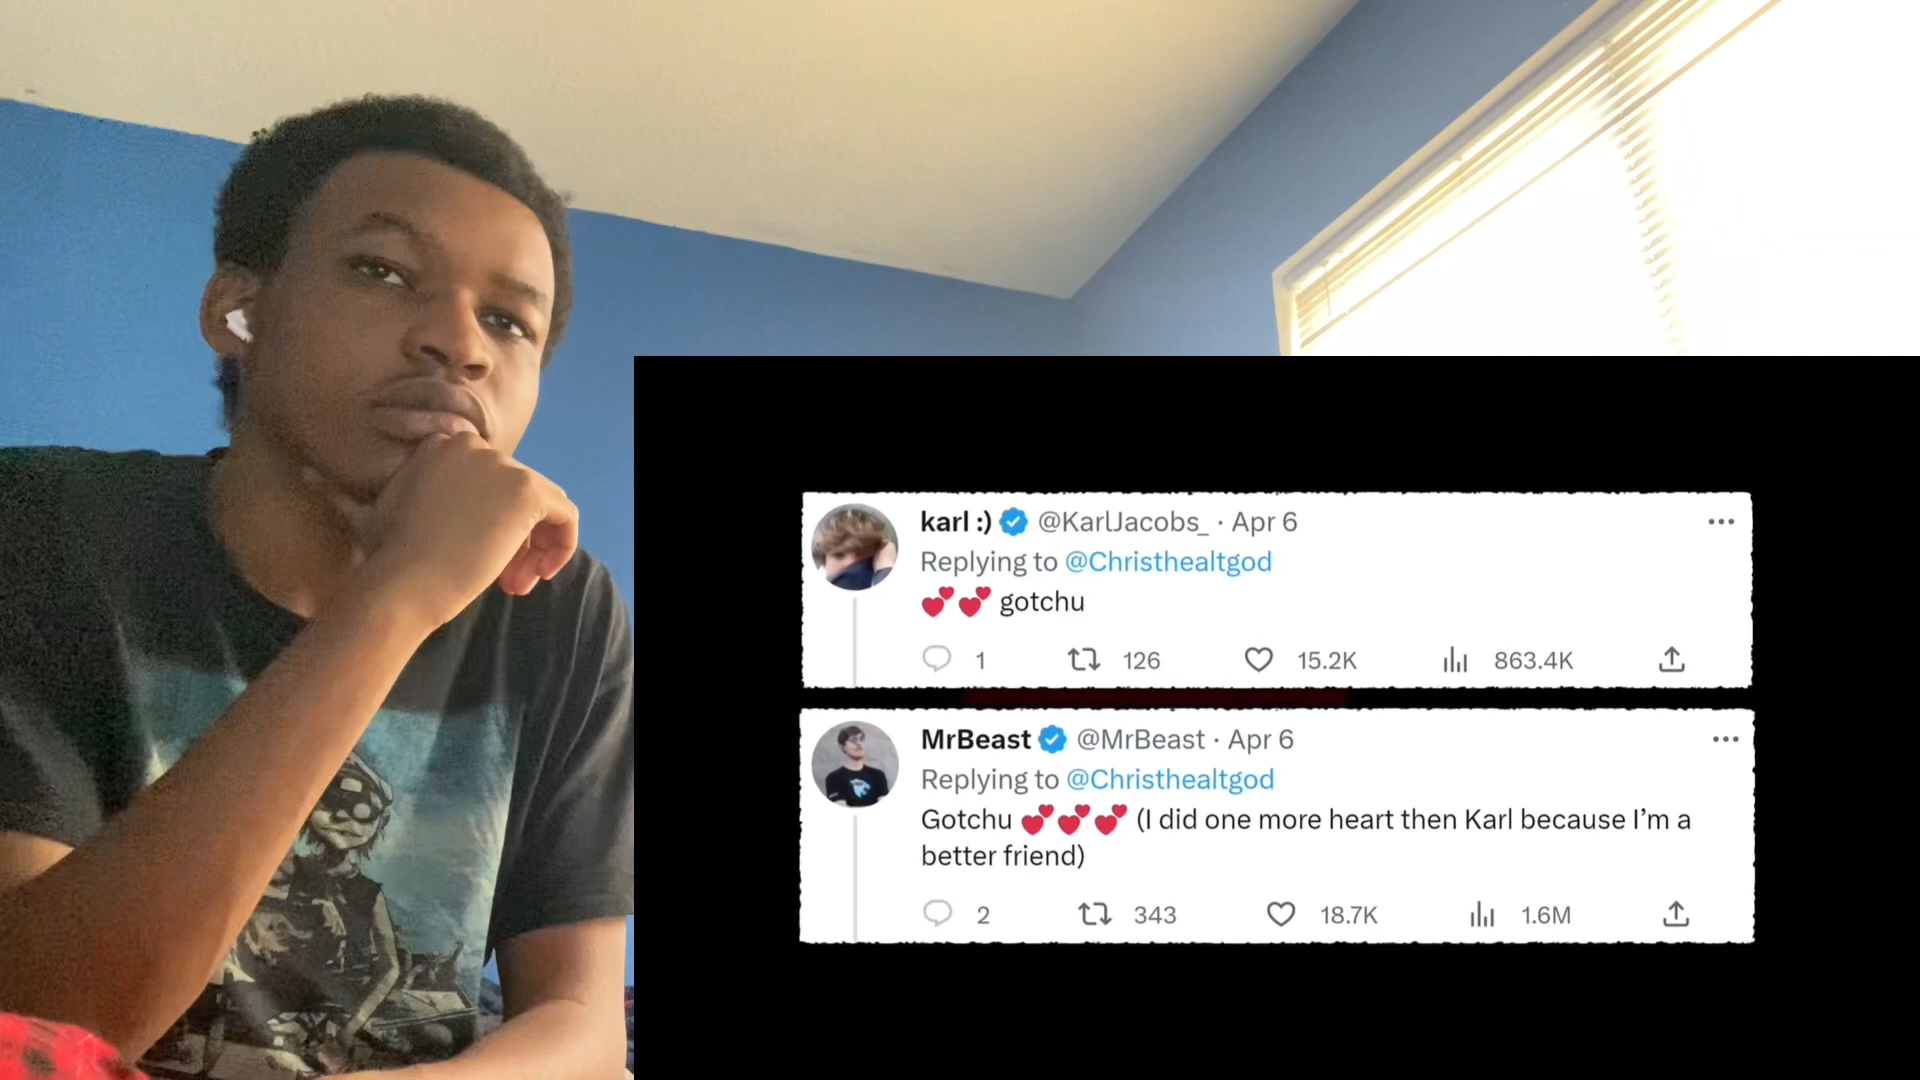 karl :) @KarlJacobs_ · Apr 6
Replying to @Christhealtgod
💕💕 gotchu
1 126 15.2K 863.4K
MrBeast @MrBeast · Apr 6
Replying to @Christhealtgod
Gotchu 💕💕💕 (I did one more heart then Karl because I’m a
better friend)
2 343 18.7K 1.6M